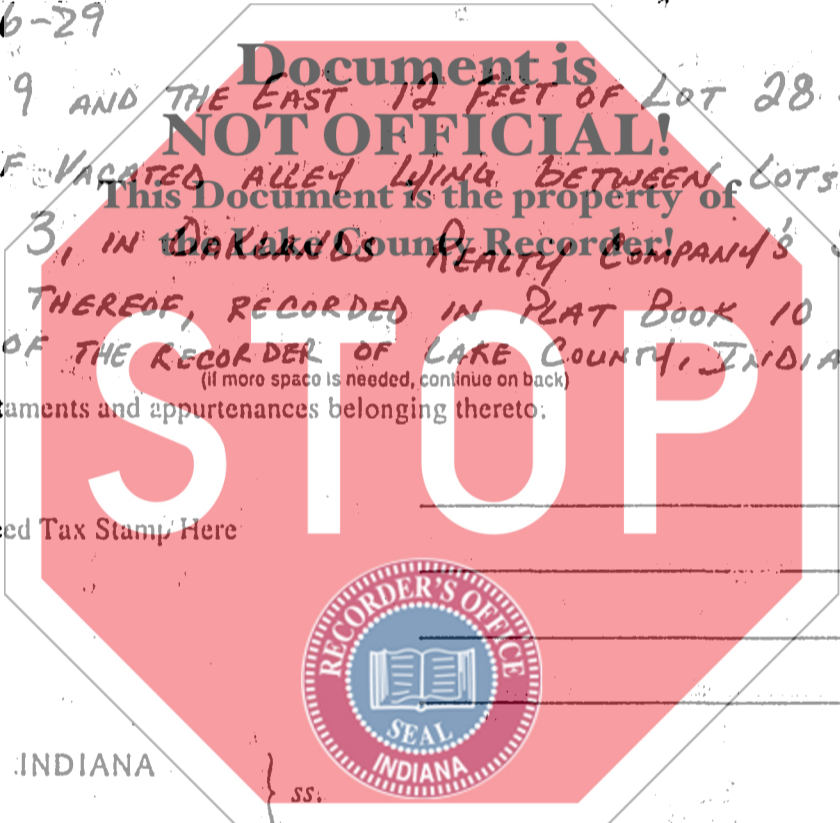 6-29
Document is
9 AND THE EAST 12 FEET OF LOT 28
NOT OFFICIAL!
F VACATED ALLEY LYING BETWEEN LOTS
This Document is the property of
the Lake County Recorder!
3, IN REALTY COMPANY'S
THEREOF, RECORDED IN PLAT BOOK 10
OF THE RECORDER OF LAKE COUNTY, INDIA
(if more space is needed, continue on back)
taments and appurtenances belonging thereto.
STOP
ed Tax Stamp Here
RECORDER'S OFFICE
SEAL
INDIANA
INDIANA
ss: